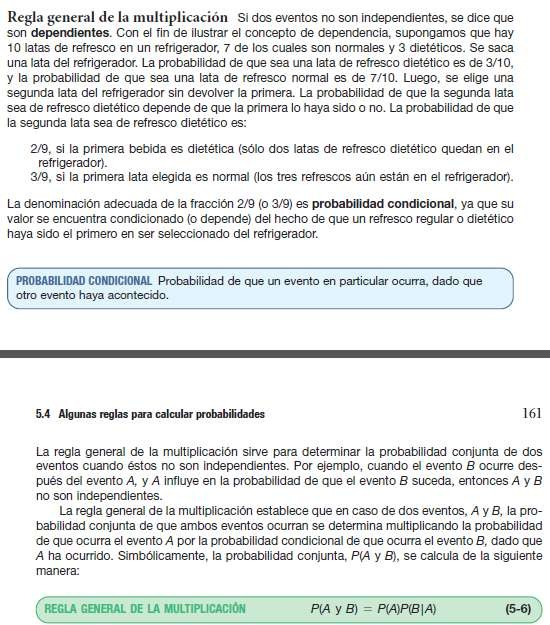 Regla general de la multiplicación Si dos eventos no son independientes, se dice que
son dependientes. Con el fin de ilustrar el concepto de dependencia, supongamos que hay
10 latas de refresco en un refrigerador, 7 de los cuales son normales y 3 dietéticos. Se saca
una lata del refrigerador. La probabilidad de que sea una lata de refresco dietético es de 3/10,
y la probabilidad de que sea una lata de refresco normal es de 7/10. Luego, se elige una
segunda lata del refrigerador sin devolver la primera. La probabilidad de que la segunda lata
sea de refresco dietético depende de que la primera lo haya sido o no. La probabilidad de que
la segunda lata sea de refresco dietético es:
2/9, si la primera bebida es dietética (sólo dos latas de refresco dietético quedan en el
refrigerador).
3/9, si la primera lata elegida es normal (los tres refrescos aún están en el refrigerador).
La denominación adecuada de la fracción 2/9 (o 3/9) es probabilidad condicional, ya que su
valor se encuentra condicionado (o depende) del hecho de que un refresco regular o dietético
haya sido el primero en ser seleccionado del refrigerador.
PROBABILIDAD CONDICIONAL Probabilidad de que un evento en particular ocurra, dado que
otro evento haya acontecido.
5.4 Algunas reglas para calcular probabilidades 161
La regla general de la multiplicación sirve para determinar la probabilidad conjunta de dos
eventos cuando éstos no son independientes. Por ejemplo, cuando el evento B ocurre des-
pués del evento A, y A influye en la probabilidad de que el evento B suceda, entonces A y B
no son independientes.
La regla general de la multiplicación establece que en caso de dos eventos, A y B, la pro-
babilidad conjunta de que ambos eventos ocurran se determina multiplicando la probabilidad
de que ocurra el evento A por la probabilidad condicional de que ocurra el evento B, dado que
A ha ocurrido. Simbólicamente, la probabilidad conjunta, P(A y B), se calcula de la siguiente
manera:
REGLA GENERAL DE LA MULTIPLICACIÓN P(A y B) = P(A)P(B|A) (5-6)